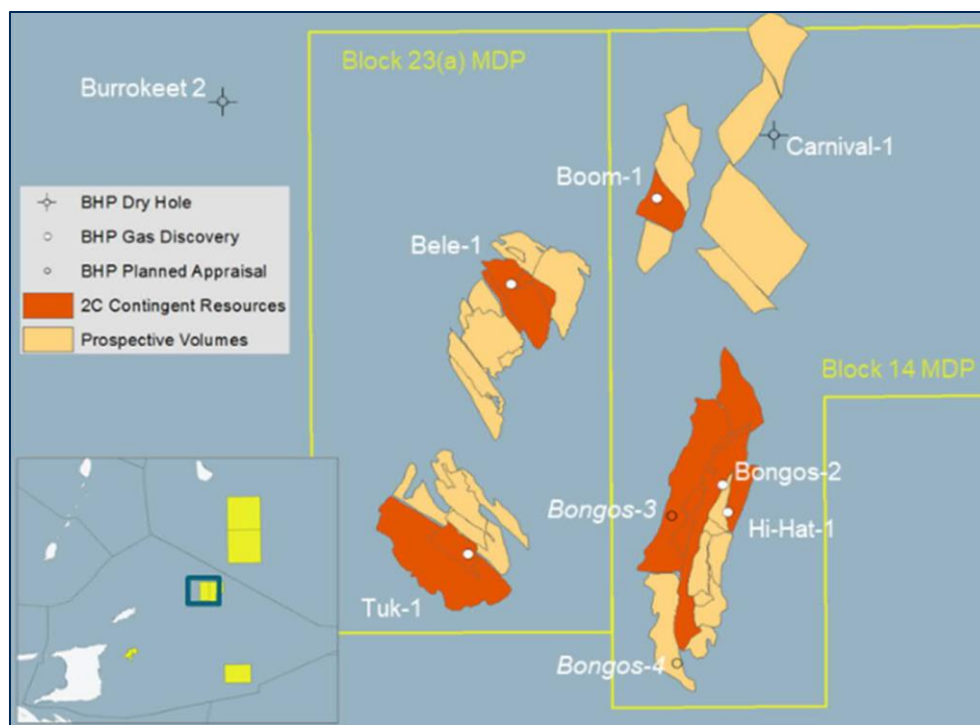 Block 23(a) MDP
Burrokeet 2
Carnival-1
Boom-1
BHP Dry Hole
BHP Gas Discovery
BHP Planned Appraisal
2C Contingent Resources
Prospective Volumes
Bele-1
Block 14 MDP
Bongos-2
Bongos-3
Hi-Hat-1
Tuk-1
Bongos-4